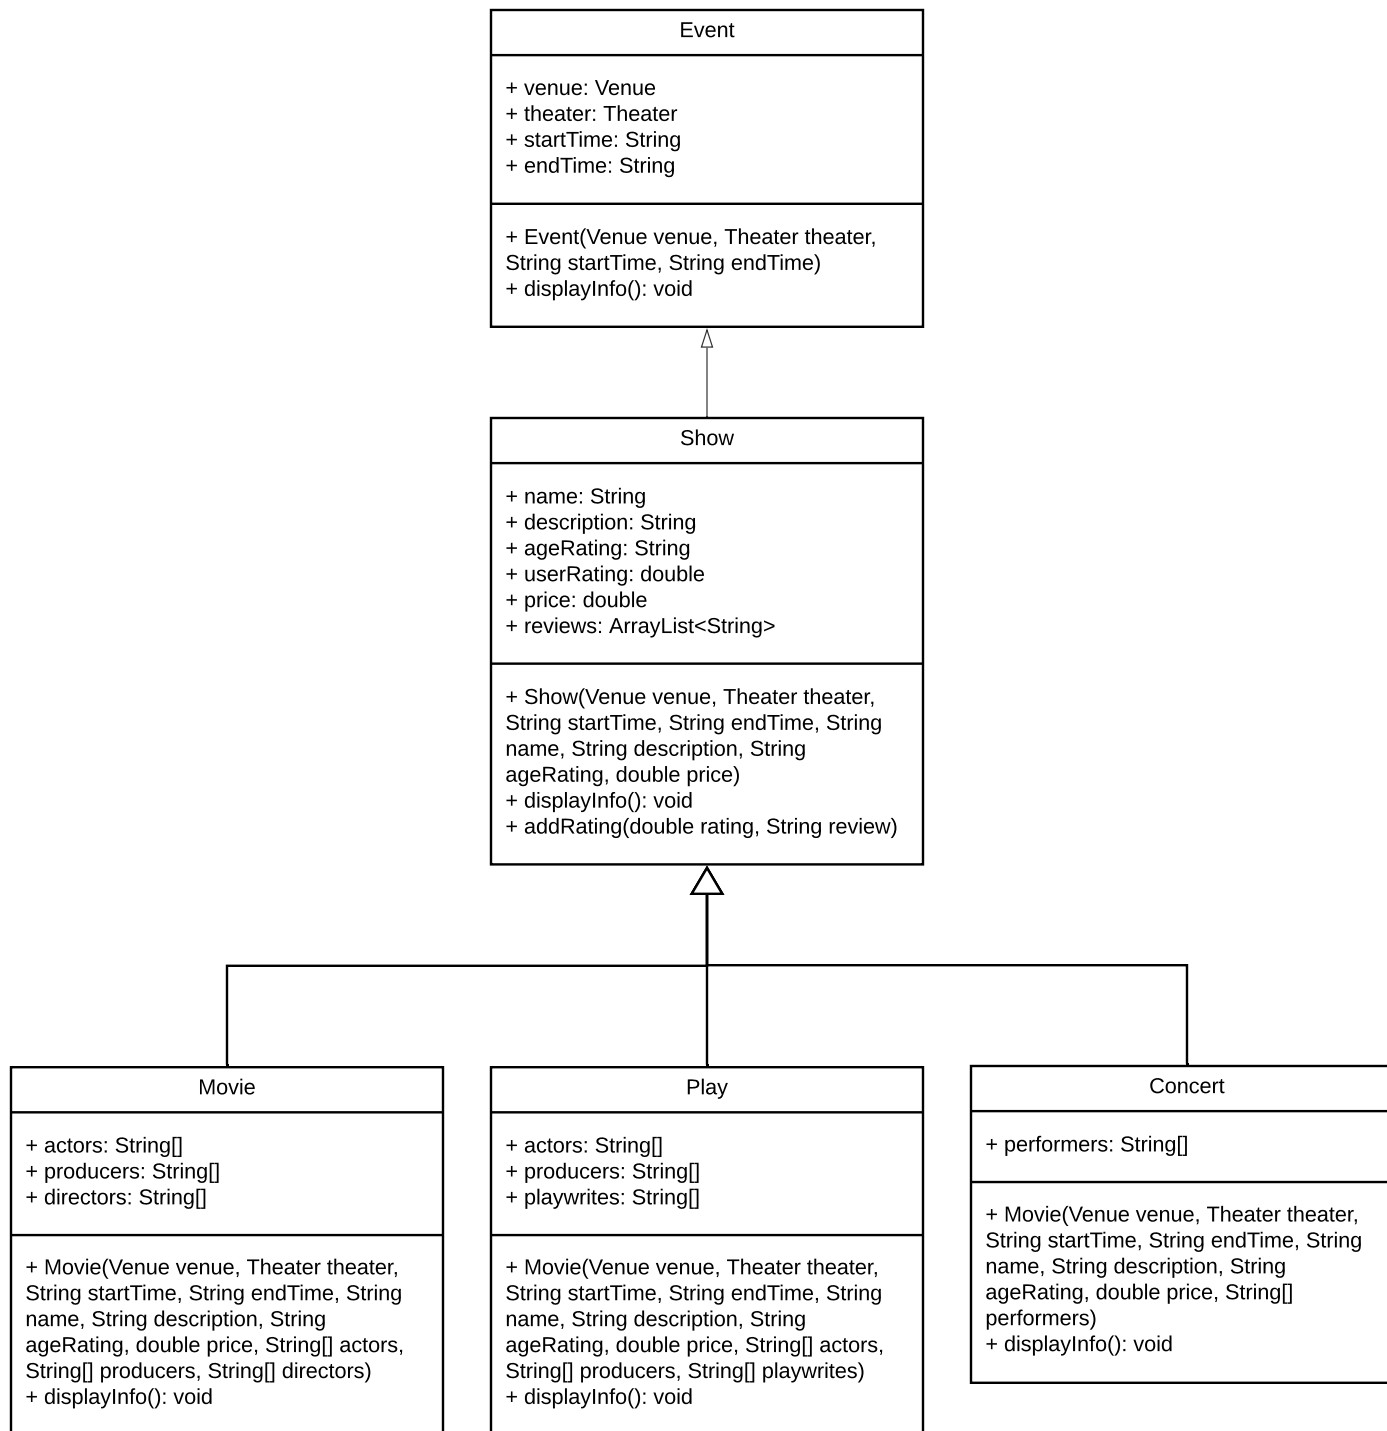 Event
+ venue: Venue
+ theater: Theater
+ startTime: String
+ endTime: String
+ Event(Venue venue, Theater theater,
String startTime, String endTime)
+ displayInfo(): void
Show
+ name: String
+ description: String
+ ageRating: String
+ userRating: double
+ price: double
+ reviews: ArrayList<String>
+ Show(Venue venue, Theater theater,
String startTime, String endTime, String
name, String description, String
ageRating, double price)
+ displayInfo(): void
+ addRating(double rating, String review)
Movie
+ actors: String[]
+ producers: String[]
+ directors: String[]
+ Movie(Venue venue, Theater theater,
String startTime, String endTime, String
name, String description, String
ageRating, double price, String[] actors,
String[] producers, String[] directors)
+ displayInfo(): void
Play
+ actors: String[]
+ producers: String[]
+ playwrites: String[]
+ Movie(Venue venue, Theater theater,
String startTime, String endTime, String
name, String description, String
ageRating, double price, String[] actors,
String[] producers, String[] playwrites)
+ displayInfo(): void
Concert
+ performers: String[]
+ Movie(Venue venue, Theater theater,
String startTime, String endTime, String
name, String description, String
ageRating, double price, String[]
performers)
+ displayInfo(): void